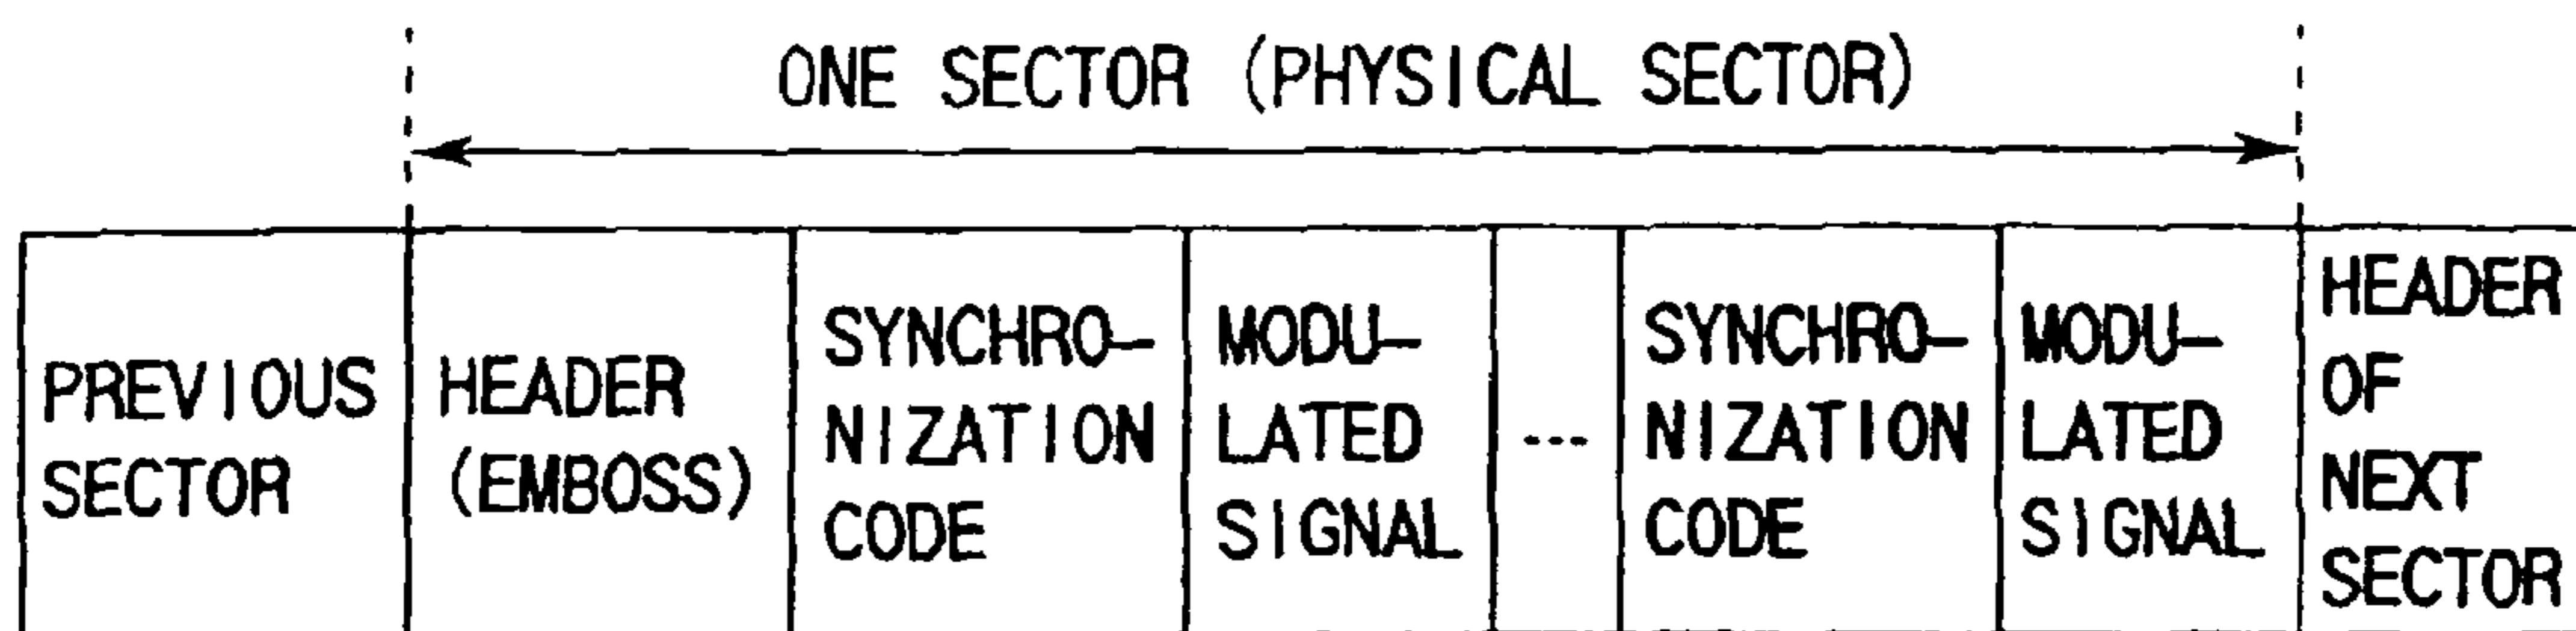 ONE SECTOR (PHYSICAL SECTOR)
PREVIOUS
SECTOR
HEADER
(EMBOSS)
SYNCHRO-
NIZATION
CODE
MODU-
LATED
SIGNAL
---
SYNCHRO-
NIZATION
CODE
MODU-
LATED
SIGNAL
HEADER
OF
NEXT
SECTOR